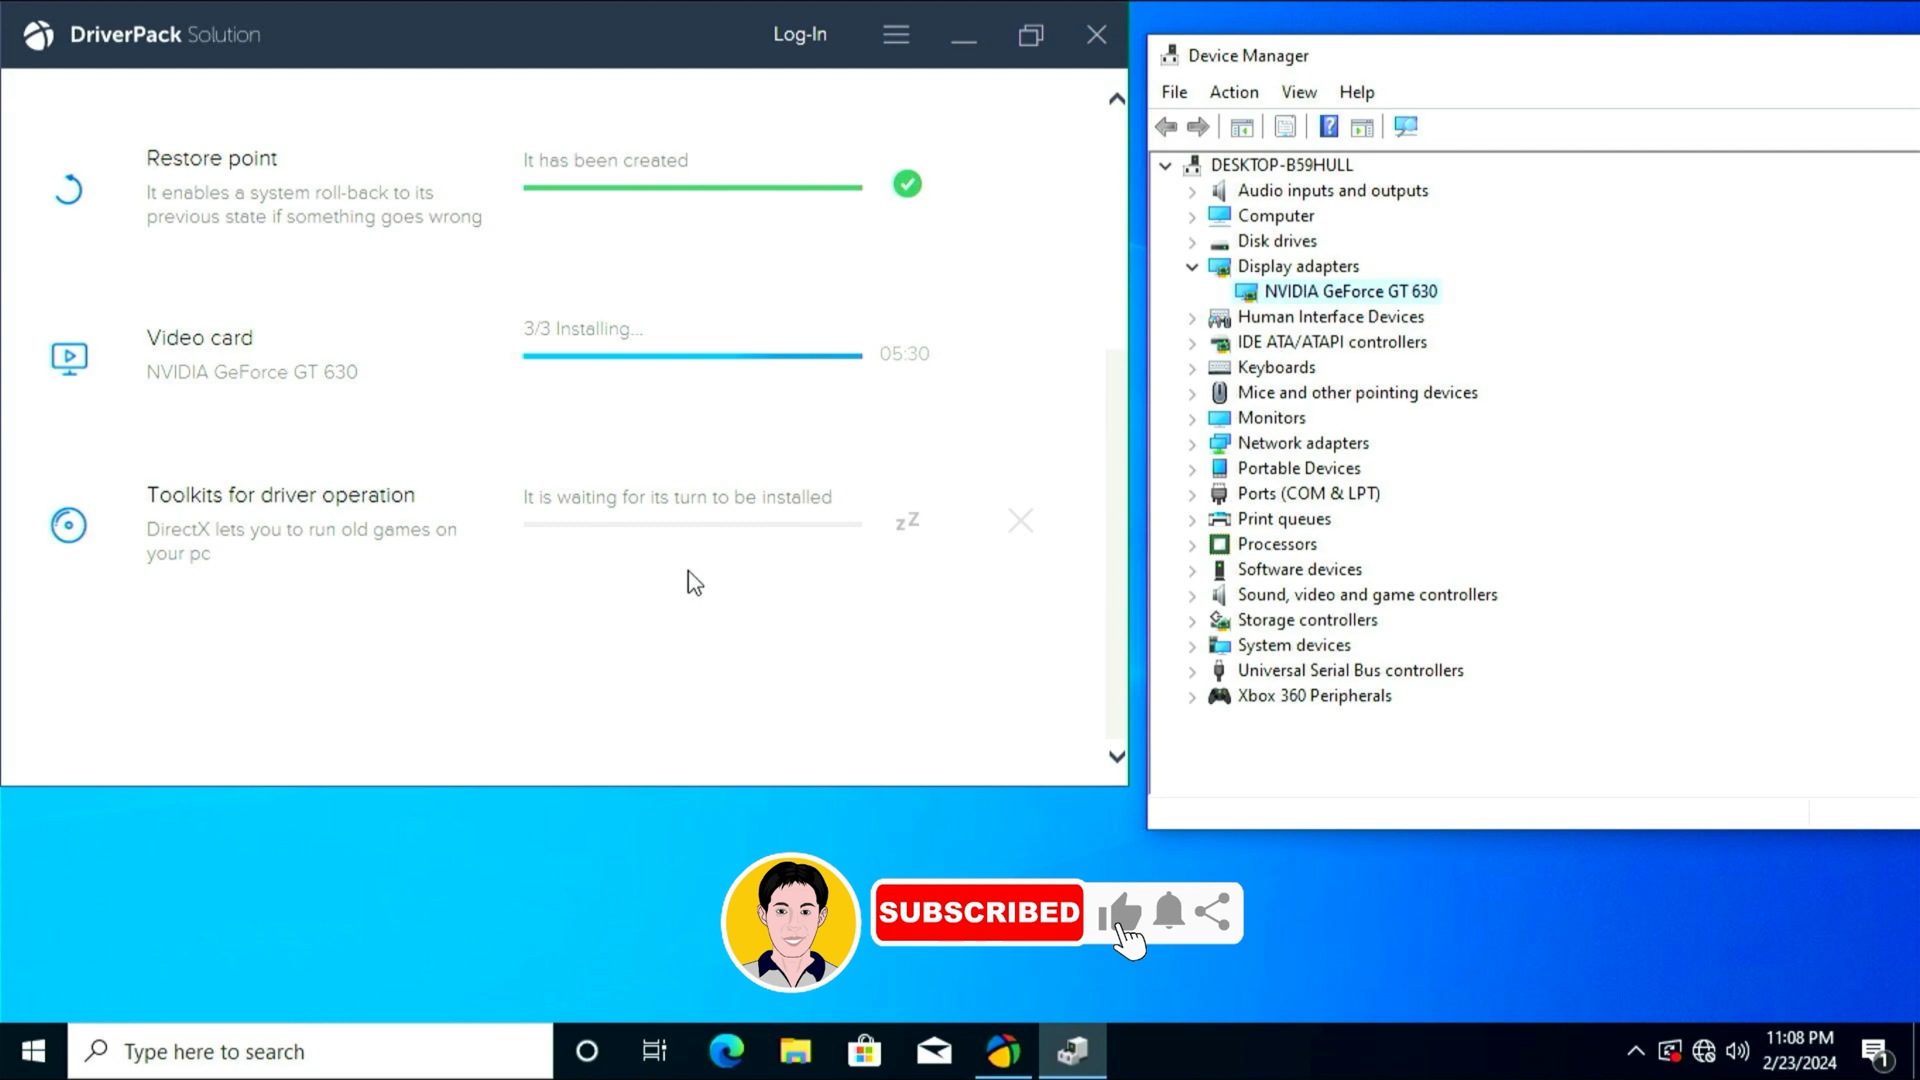 DriverPack Solution
Log-In
Restore point
It enables a system roll-back to its
previous state if something goes wrong
It has been created
Video card
NVIDIA GeForce GT 630
3/3 Installing...
05:30
Toolkits for driver operation
DirectX lets you to run old games on
your pc
It is waiting for its turn to be installed
zZ
Device Manager
File Action View Help
DESKTOP-B59HULL
Audio inputs and outputs
Computer
Disk drives
Display adapters
NVIDIA GeForce GT 630
Human Interface Devices
IDE ATA/ATAPI controllers
Keyboards
Mice and other pointing devices
Monitors
Network adapters
Portable Devices
Ports (COM & LPT)
Print queues
Processors
Software devices
Sound, video and game controllers
Storage controllers
System devices
Universal Serial Bus controllers
Xbox 360 Peripherals
SUBSCRIBED
Type here to search
11:08 PM
2/23/2024
1